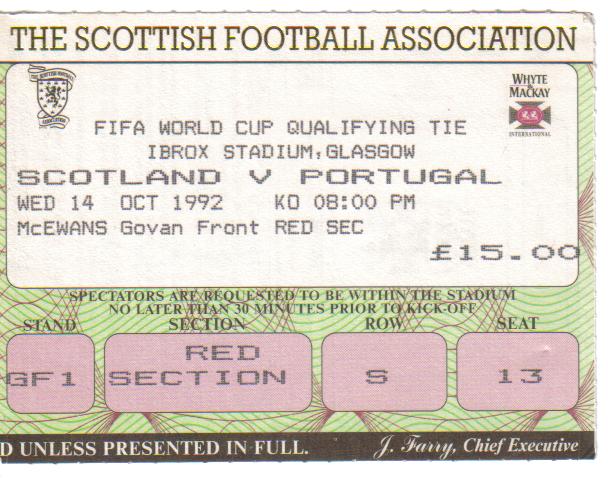 THE SCOTTISH FOOTBALL ASSOCIATION
WHYTE & MACKAY
INTERNATIONAL
FIFA WORLD CUP QUALIFYING TIE
IBROX STADIUM, GLASGOW
SCOTLAND V PORTUGAL
WED 14 OCT 1992 KO 08:00 PM
McEWANS Govan Front RED SEC
£15.00
SPECTATORS ARE REQUESTED TO BE WITHIN THE STADIUM
NO LATER THAN 30 MINUTES PRIOR TO KICK-OFF
STAND SECTION ROW SEAT
GF1 RED SECTION S 13
D UNLESS PRESENTED IN FULL. J. Farry, Chief Executive